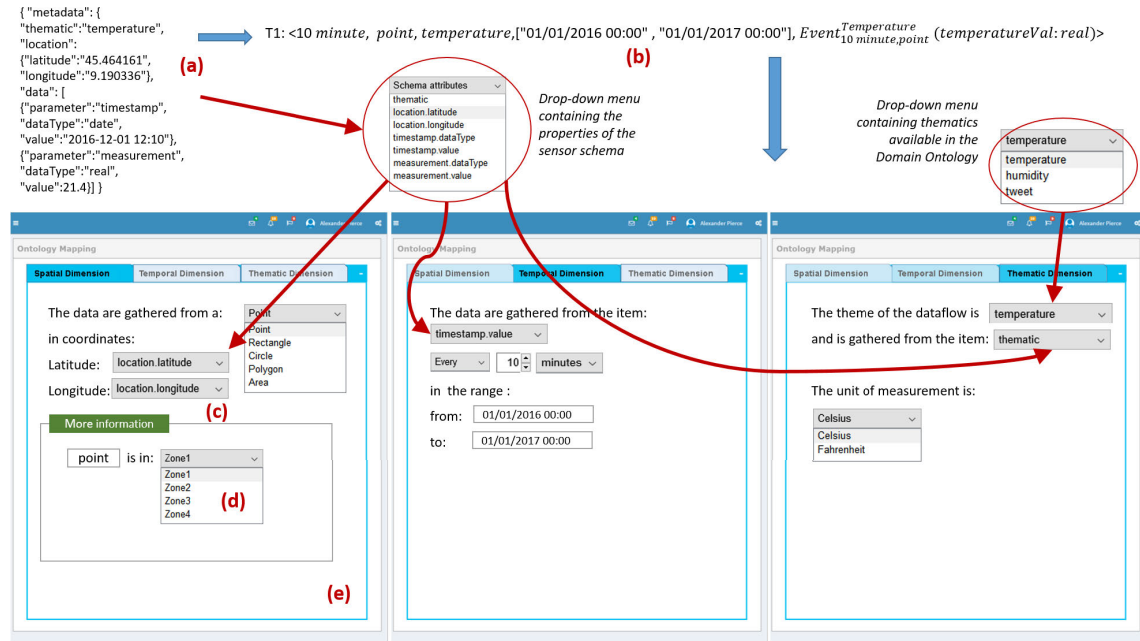 { "metadata": {
"thematic":"temperature",
"location":
{"latitude":"45.464161",
"longitude":"9.190336"},
"data": [
{"parameter":"timestamp",
"dataType":"date",
"value":"2016-12-01 12:10"},
{"parameter":"measurement",
"dataType":"real",
"value":21.4}] }
(a)
T1: <10 minute, point, temperature,["01/01/2016 00:00" , "01/01/2017 00:00"], Event^{Temperature}_{10 minute,point} (temperatureVal: real)>
(b)
Schema attributes
thematic
location.latitude
location.longitude
timestamp.dataType
timestamp.value
measurement.dataType
measurement.value
Drop-down menu
containing the
properties of the
sensor schema
Drop-down menu
containing thematics
available in the
Domain Ontology
temperature
temperature
humidity
tweet
Alexander Pierce
Ontology Mapping
Spatial Dimension Temporal Dimension Thematic Dimension
The data are gathered from a: Point
Point
Rectangle
Circle
Polygon
Area
in coordinates:
Latitude: location.latitude
Longitude: location.longitude
(c)
More information
point is in: Zone1
Zone1
Zone2
Zone3
Zone4
(d)
(e)
Alexander Pierce
Ontology Mapping
Spatial Dimension Temporal Dimension Thematic Dimension
The data are gathered from the item:
timestamp.value
Every 10 minutes
in the range :
from: 01/01/2016 00:00
to: 01/01/2017 00:00
Alexander Pierce
Ontology Mapping
Spatial Dimension Temporal Dimension Thematic Dimension
The theme of the dataflow is temperature
and is gathered from the item: thematic
The unit of measurement is:
Celsius
Celsius
Fahrenheit